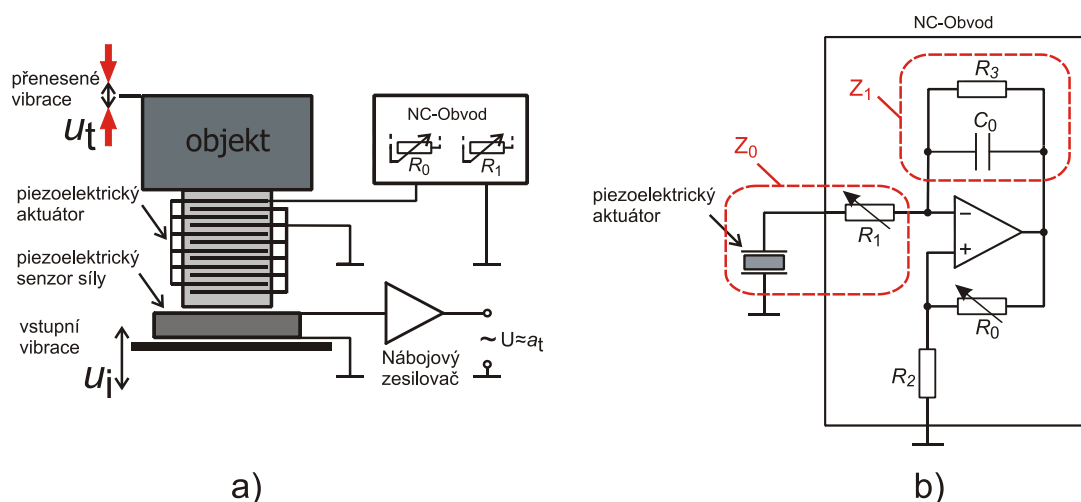 přenesené
vibrace
ut
objekt
NC-Obvod
R0
R1
piezoelektrický
aktuátor
piezoelektrický
senzor síly
vstupní
vibrace
ui
Nábojový
zesilovač
~ U≈at
a)
NC-Obvod
Z1
R3
C0
Z0
piezoelektrický
aktuátor
R1
−
+
R0
R2
b)